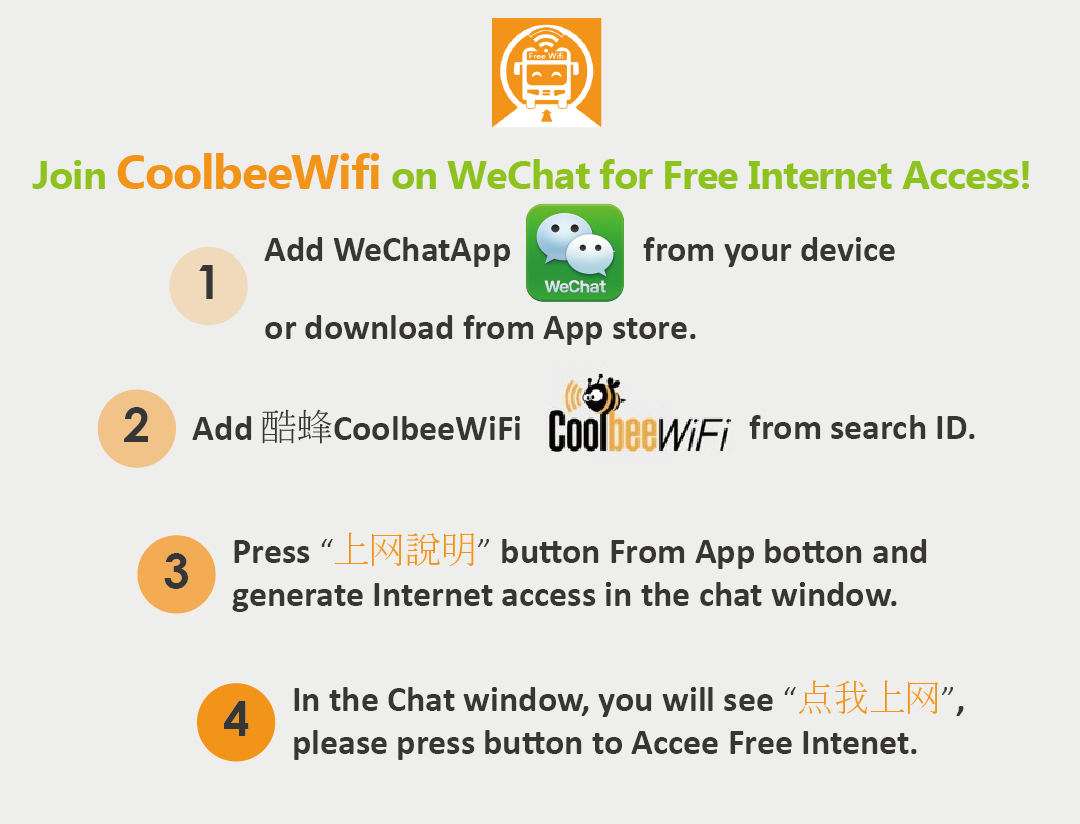 Free Wifi
Join CoolbeeWifi on WeChat for Free Internet Access!
1
Add WeChatApp WeChat from your device
or download from App store.
2
Add 酷蜂CoolbeeWiFi CoolbeeWiFi from search ID.
3
Press “上网說明” button From App botton and
generate Internet access in the chat window.
4
In the Chat window, you will see “点我上网”,
please press button to Accee Free Intenet.